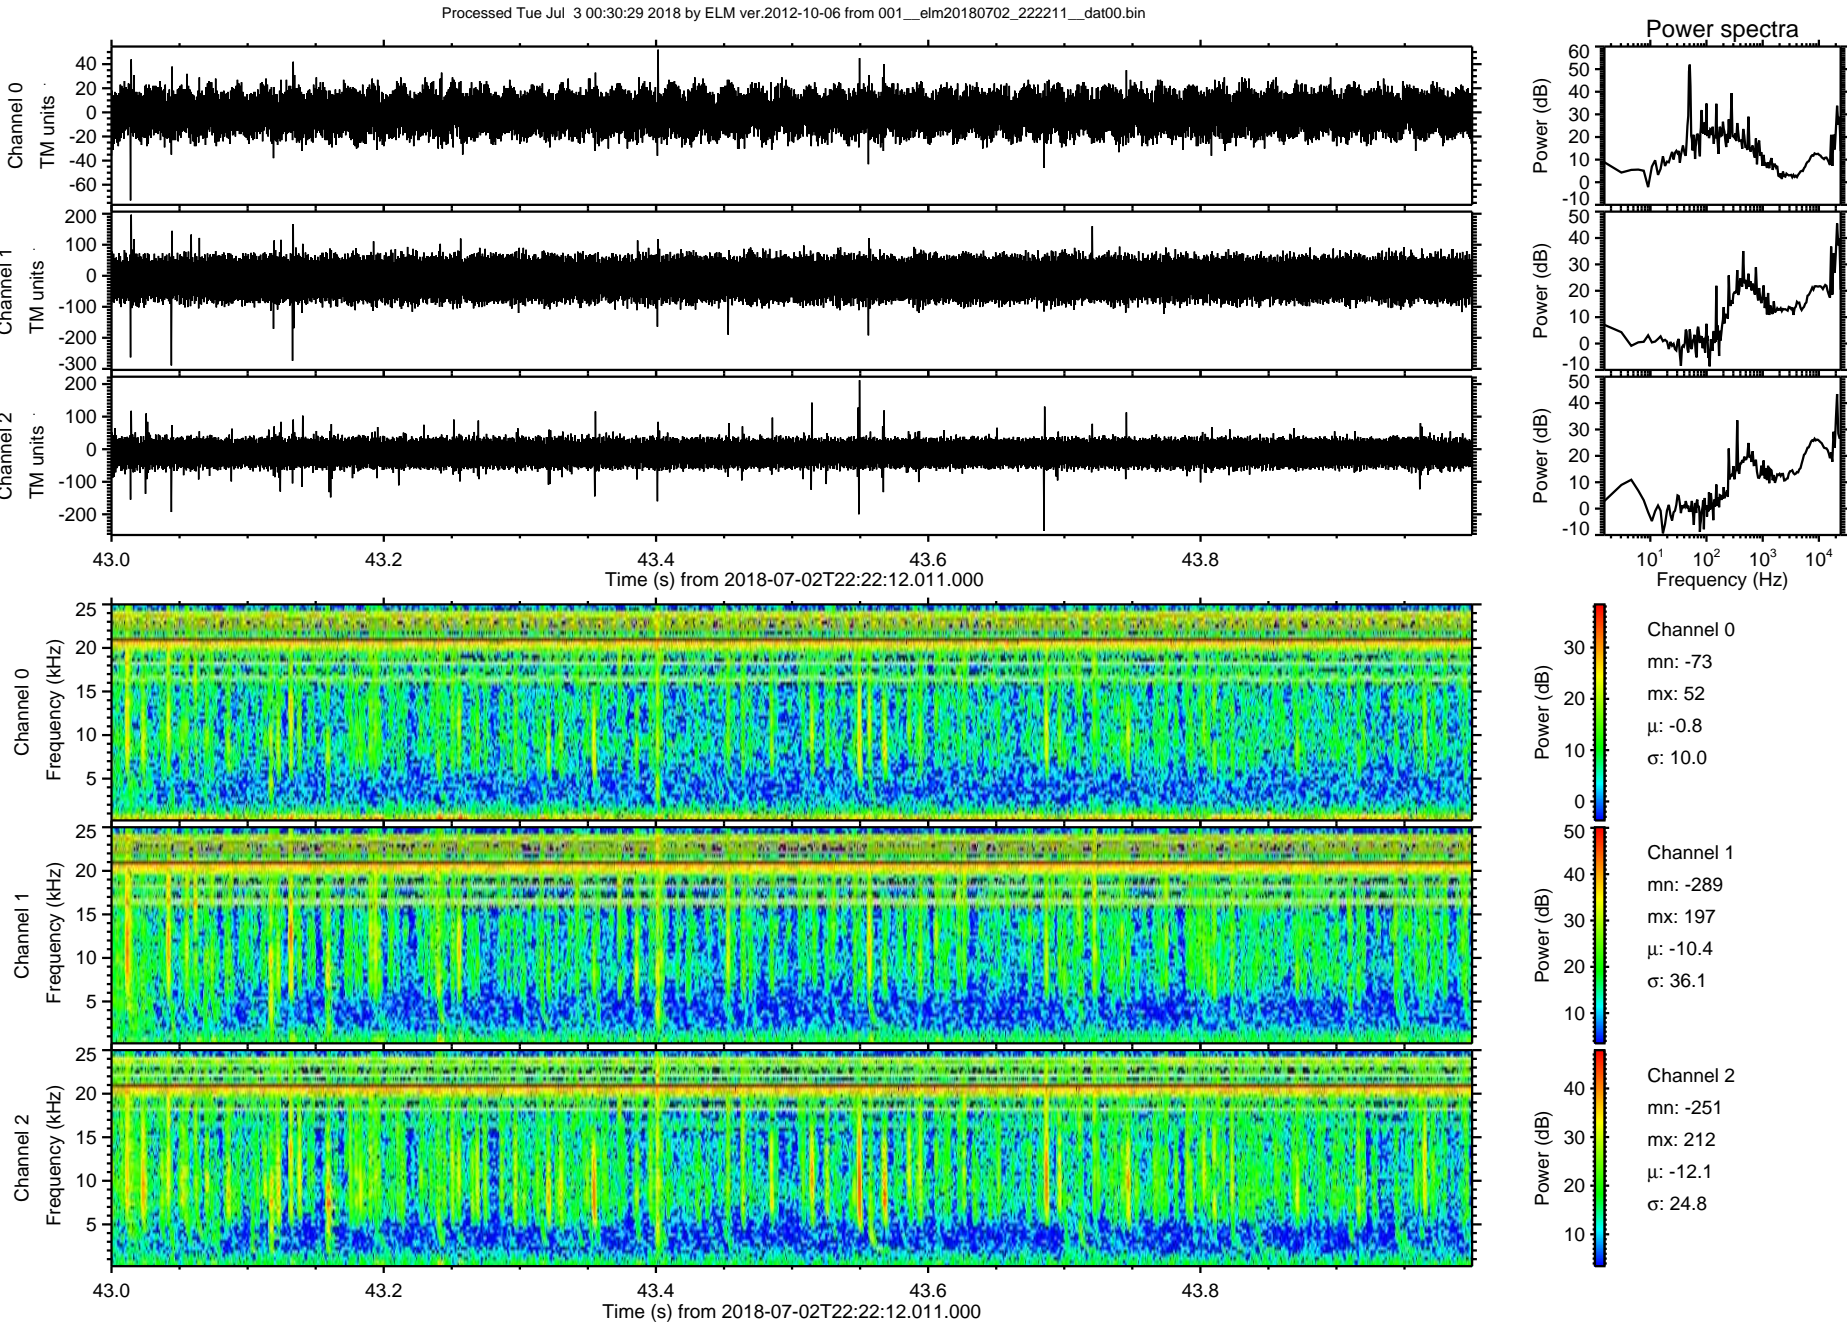 Processed Tue Jul 3 00:30:29 2018 by ELM ver.2012-10-06 from 001__elm20180702_222211__dat00.bin
Power spectra
Channel 0
TM units
40
20
0
-20
-40
-60
Power (dB)
60
50
40
30
20
10
0
-10
Channel 1
TM units
200
100
0
-100
-200
-300
Power (dB)
50
40
30
20
10
0
-10
Channel 2
TM units
200
100
0
-100
-200
Power (dB)
50
40
30
20
10
0
-10
43.0 43.2 43.4 43.6 43.8
Time (s) from 2018-07-02T22:22:12.011.000
10¹ 10² 10³ 10⁴
Frequency (Hz)
Channel 0
Frequency (kHz)
25
20
15
10
5
Power (dB)
30
20
10
0
Channel 0
mn: -73
mx: 52
μ: -0.8
σ: 10.0
Channel 1
Frequency (kHz)
25
20
15
10
5
Power (dB)
50
40
30
20
10
Channel 1
mn: -289
mx: 197
μ: -10.4
σ: 36.1
Channel 2
Frequency (kHz)
25
20
15
10
5
Power (dB)
40
30
20
10
Channel 2
mn: -251
mx: 212
μ: -12.1
σ: 24.8
43.0 43.2 43.4 43.6 43.8
Time (s) from 2018-07-02T22:22:12.011.000